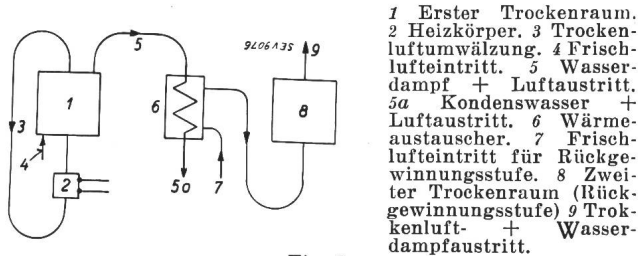 5
SEV9076
9
1
6
8
3
4
2
5a
7
1 Erster Trockenraum.
2 Heizkörper. 3 Trocken-
luftumwälzung. 4 Frisch-
lufteintritt. 5 Wasser-
dampf + Luftaustritt.
5a Kondenswasser +
Luftaustritt. 6 Wärme-
austauscher. 7 Frisch-
lufteintritt für Rückge-
winnungsstufe. 8 Zwei-
ter Trockenraum (Rück-
gewinnungsstufe) 9 Trok-
kenluft- + Wasser-
dampfaustritt.